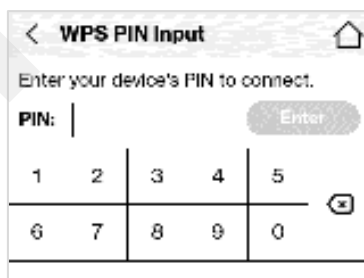 WPS PIN Input
Enter your device's PIN to connect.
PIN: Enter
1 2 3 4 5
6 7 8 9 0